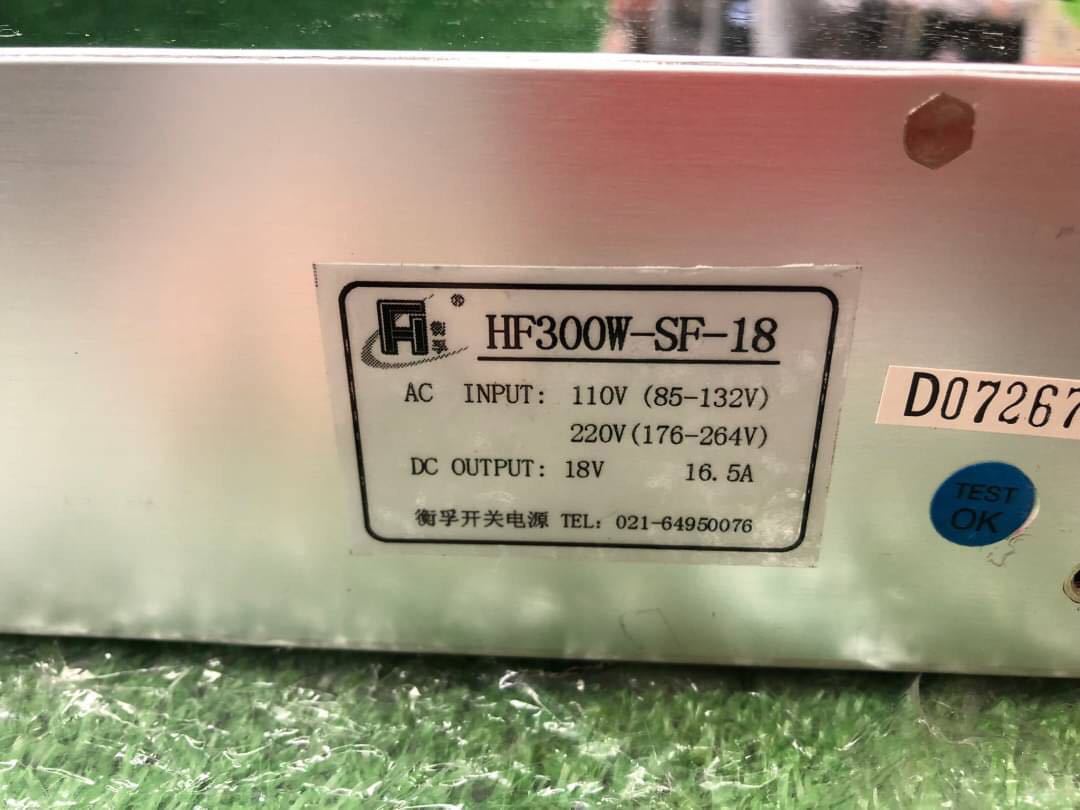 衡孚 ®
HF300W-SF-18
AC INPUT: 110V (85-132V)
220V (176-264V)
DC OUTPUT: 18V 16.5A
衡孚开关电源 TEL: 021-64950076
D07267
TEST
OK